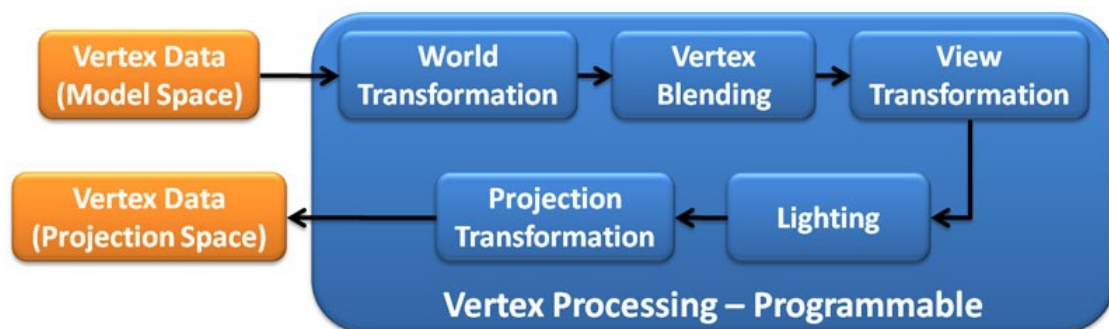 Vertex Data
(Model Space)
World
Transformation
Vertex
Blending
View
Transformation
Lighting
Projection
Transformation
Vertex Data
(Projection Space)
Vertex Processing – Programmable